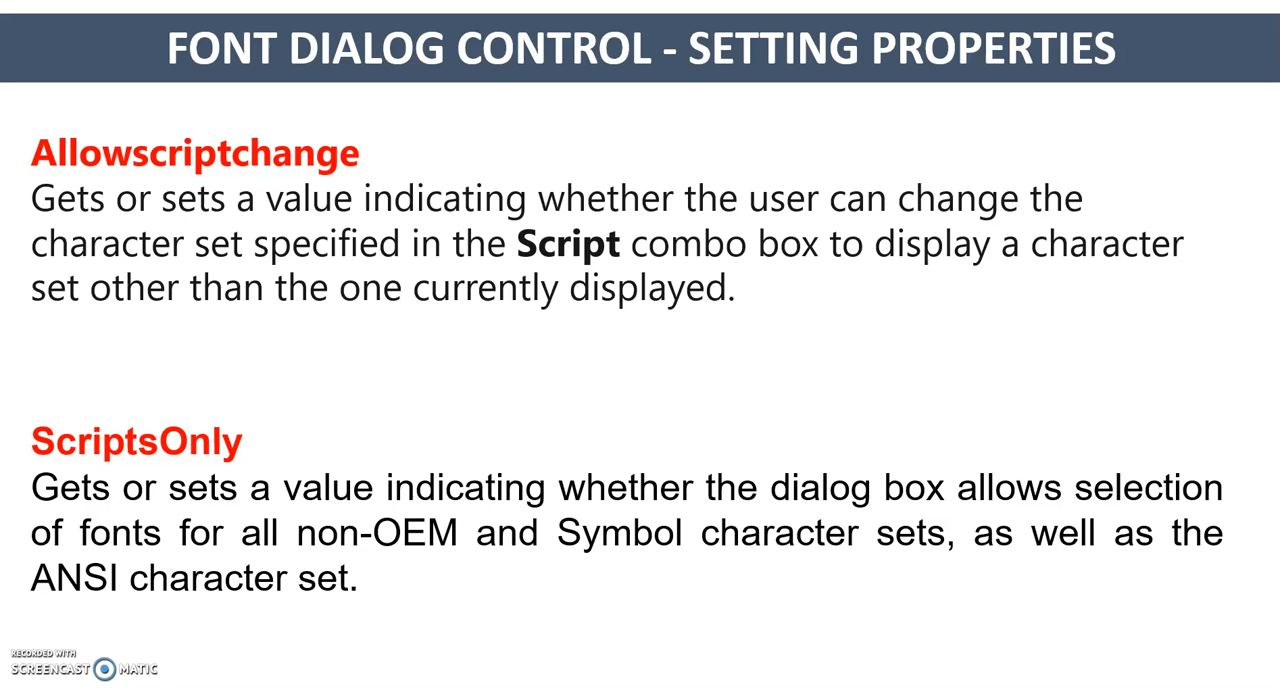 FONT DIALOG CONTROL - SETTING PROPERTIES
Allowscriptchange
Gets or sets a value indicating whether the user can change the
character set specified in the Script combo box to display a character
set other than the one currently displayed.
ScriptsOnly
Gets or sets a value indicating whether the dialog box allows selection
of fonts for all non-OEM and Symbol character sets, as well as the
ANSI character set.
RECORDED WITH
SCREENCAST MATIC